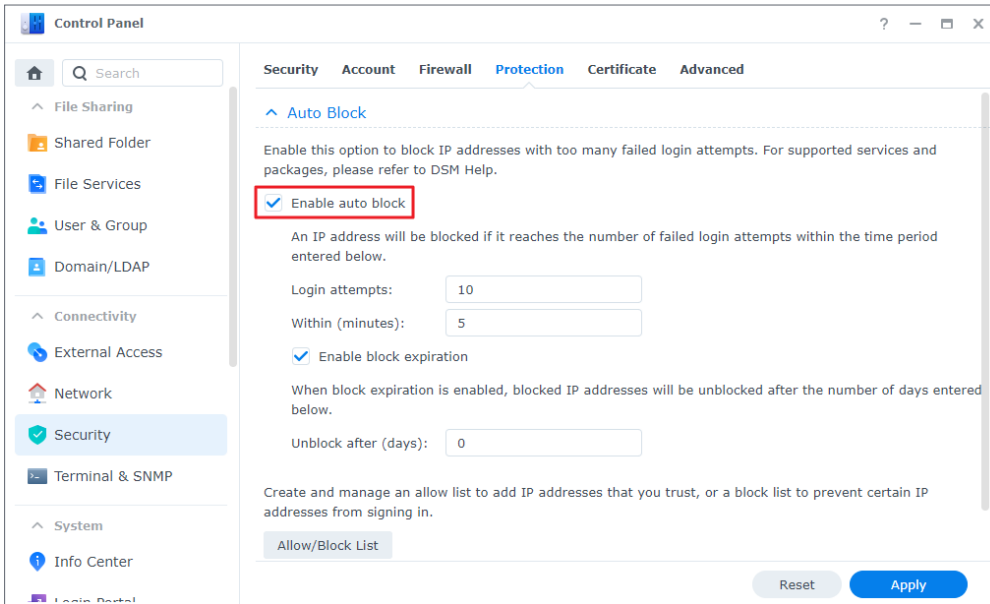 Control Panel
?
Search
File Sharing
Shared Folder
File Services
User & Group
Domain/LDAP
Connectivity
External Access
Network
Security
Terminal & SNMP
System
Info Center
Login Portal
Security Account Firewall Protection Certificate Advanced
Auto Block
Enable this option to block IP addresses with too many failed login attempts. For supported services and
packages, please refer to DSM Help.
Enable auto block
An IP address will be blocked if it reaches the number of failed login attempts within the time period
entered below.
Login attempts: 10
Within (minutes): 5
Enable block expiration
When block expiration is enabled, blocked IP addresses will be unblocked after the number of days entered
below.
Unblock after (days): 0
Create and manage an allow list to add IP addresses that you trust, or a block list to prevent certain IP
addresses from signing in.
Allow/Block List
Reset Apply